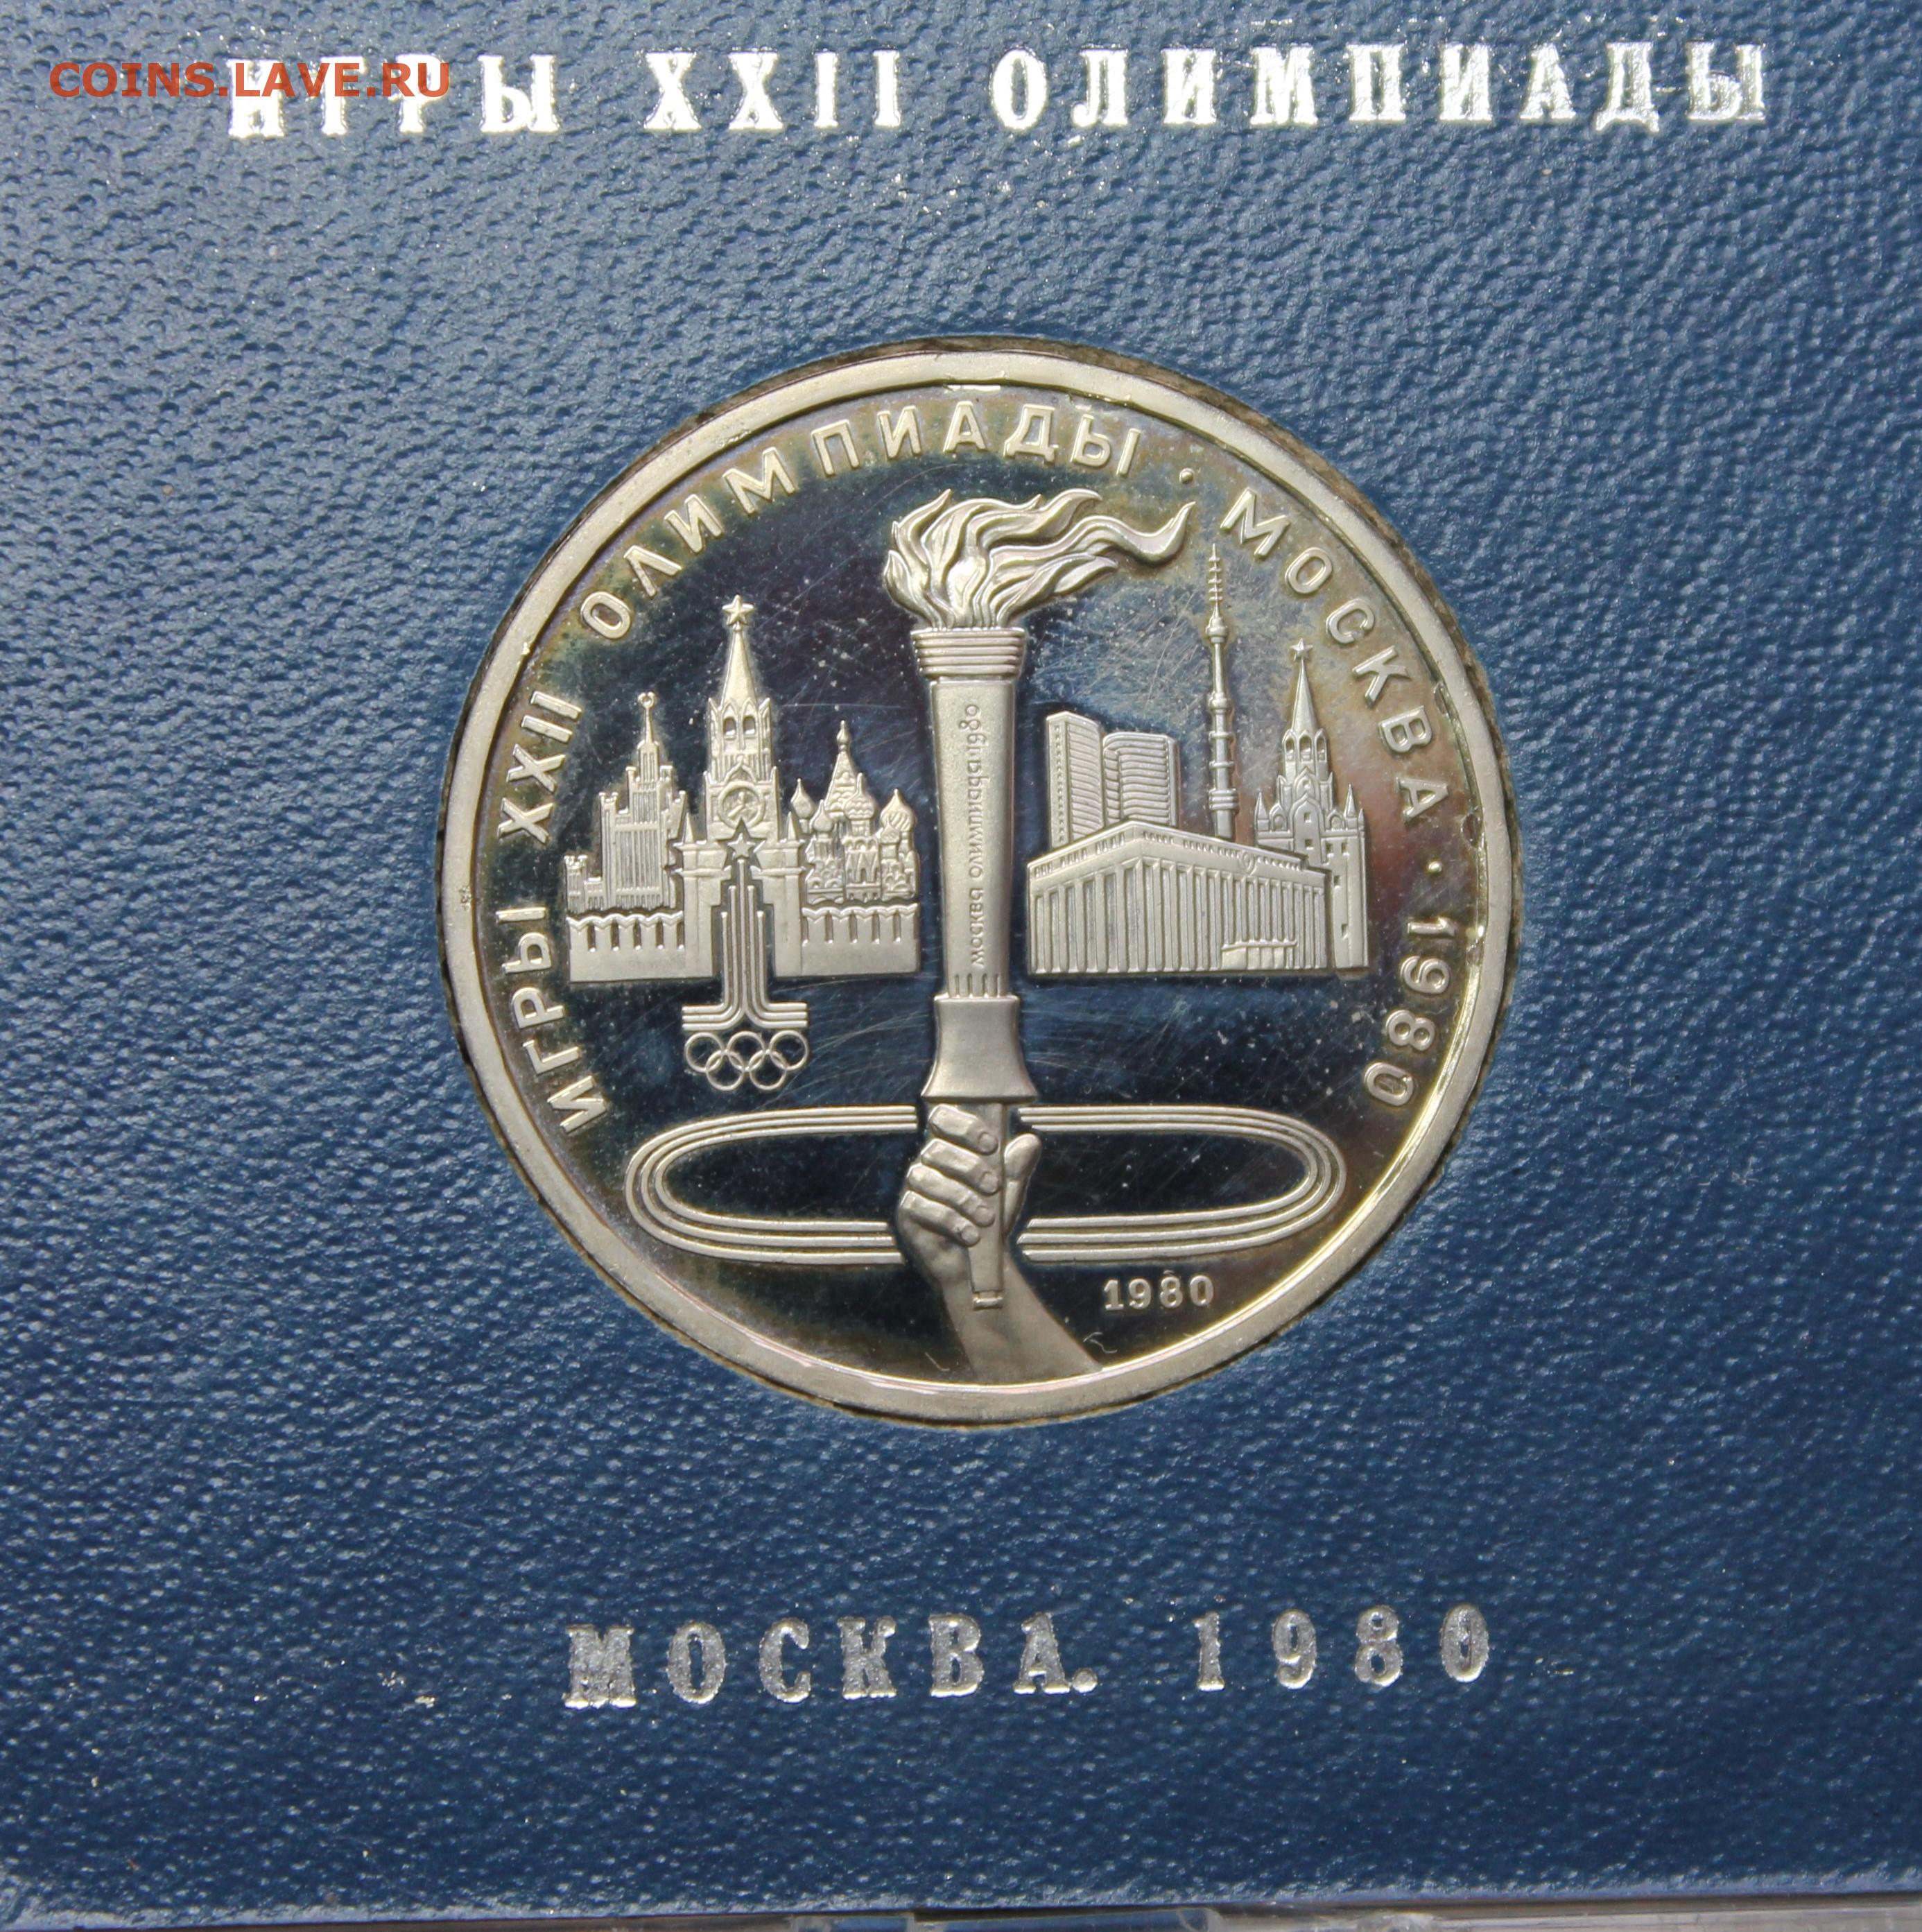 COINS.LAVE.RU
ИГРЫ XXII ОЛИМПИАДЫ
ИГРЫ XXII ОЛИМПИАДЫ · МОСКВА · 1980
москва олимпиада·1980
1980
МОСКВА. 1980